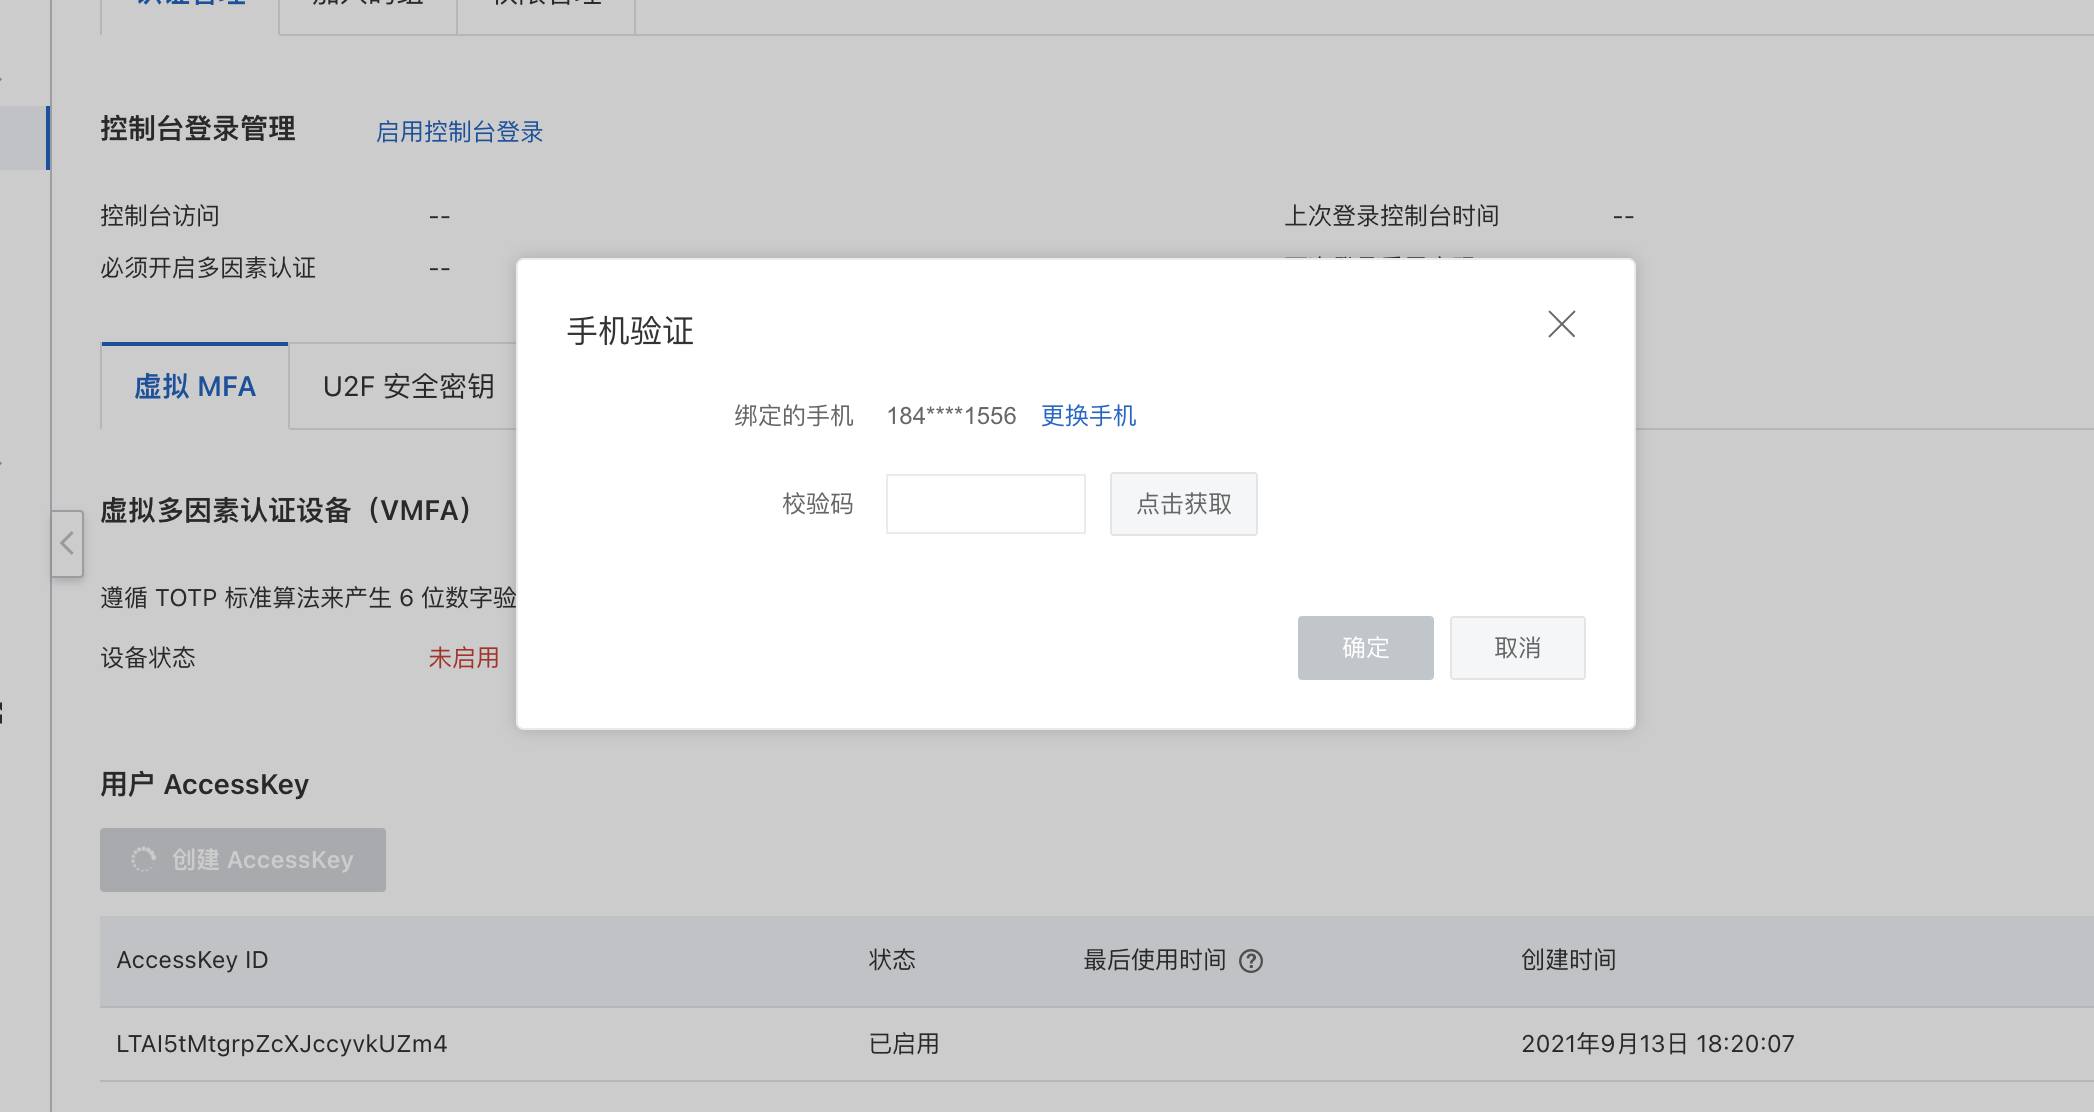 控制台登录管理 启用控制台登录
控制台访问 -- 上次登录控制台时间 --
必须开启多因素认证 --
手机验证
虚拟 MFA U2F 安全密钥
绑定的手机 184****1556 更换手机
校验码 点击获取
虚拟多因素认证设备（VMFA）
遵循 TOTP 标准算法来产生 6 位数字验
设备状态 未启用
确定 取消
用户 AccessKey
创建 AccessKey
AccessKey ID 状态 最后使用时间 ? 创建时间
LTAI5tMtgrpZcXJccyvkUZm4 已启用 2021年9月13日 18:20:07